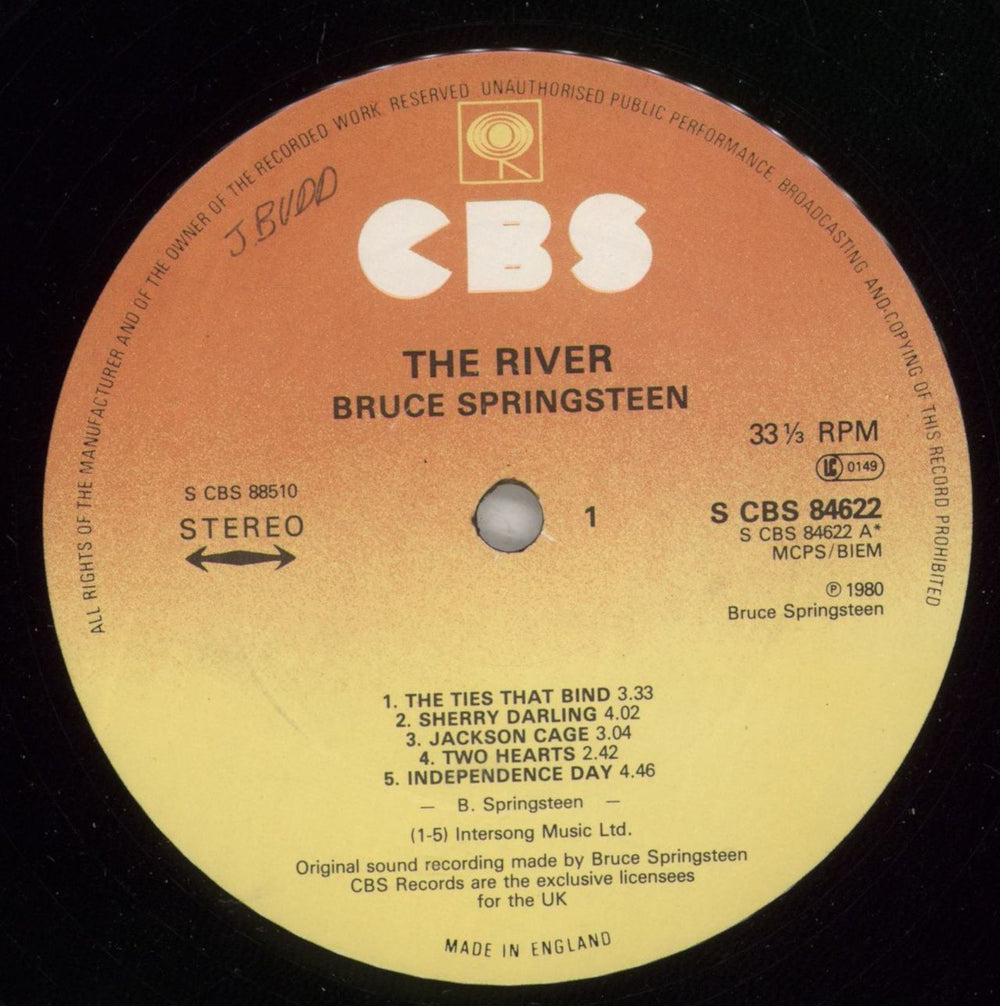 ALL RIGHTS OF THE MANUFACTURER AND OF THE OWNER OF THE RECORDED WORK RESERVED UNAUTHORISED PUBLIC PERFORMANCE BROADCASTING AND COPYING OF THIS RECORD PROHIBITED
J. BUDD
CBS
THE RIVER
BRUCE SPRINGSTEEN
33⅓ RPM
LC 0149
S CBS 88510
STEREO
1
S CBS 84622
S CBS 84622 A*
MCPS/BIEM
℗ 1980
Bruce Springsteen
1. THE TIES THAT BIND 3.33
2. SHERRY DARLING 4.02
3. JACKSON CAGE 3.04
4. TWO HEARTS 2.42
5. INDEPENDENCE DAY 4.46
— B. Springsteen —
(1-5) Intersong Music Ltd.
Original sound recording made by Bruce Springsteen
CBS Records are the exclusive licensees
for the UK
MADE IN ENGLAND